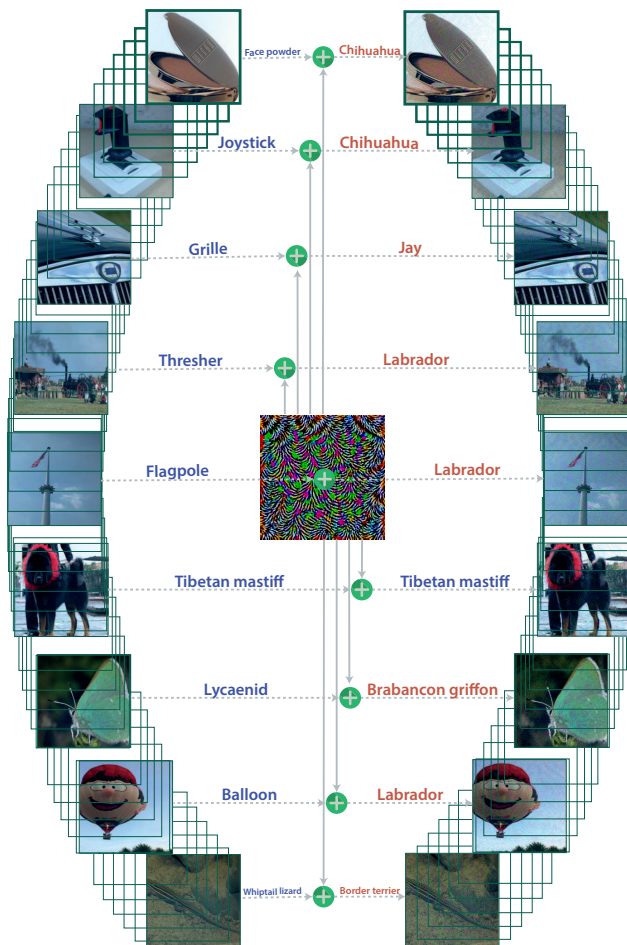 Face powder Chihuahua
Joystick Chihuahua
Grille Jay
Thresher Labrador
Flagpole Labrador
Tibetan mastiff Tibetan mastiff
Lycaenid Brabancon griffon
Balloon Labrador
Whiptail lizard Border terrier